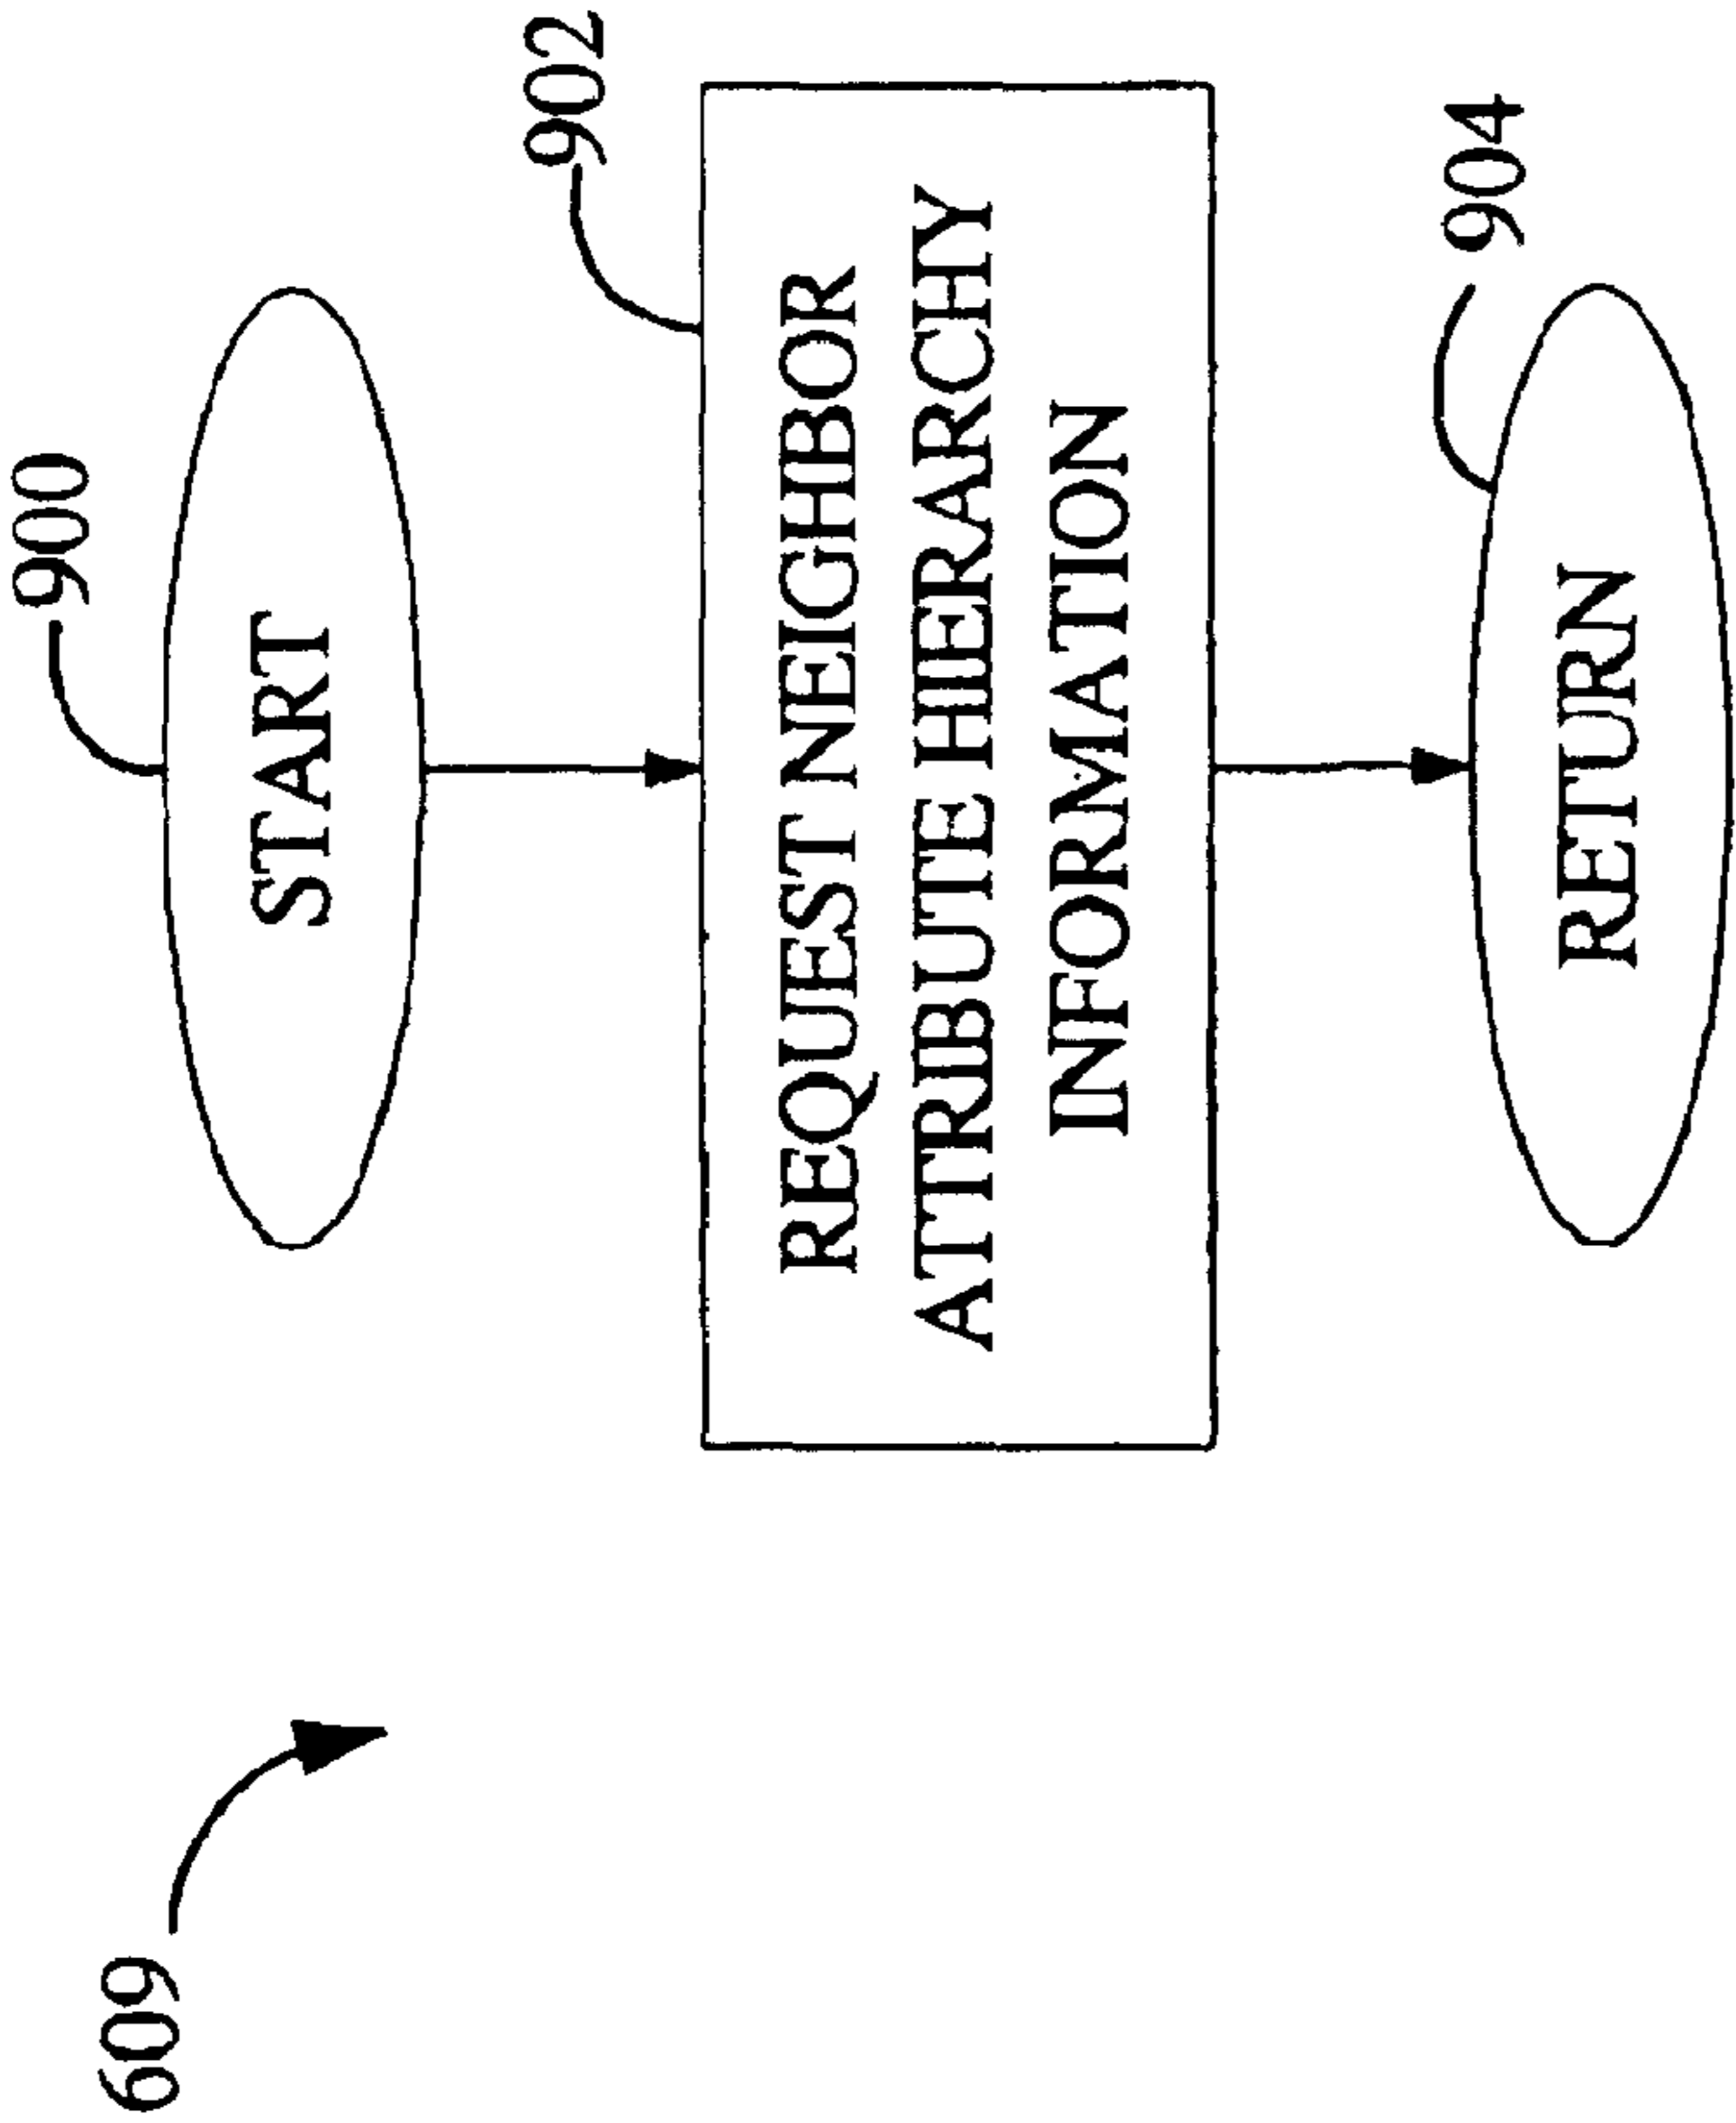 609
900
START
902
REQUEST NEIGHBOR
ATTRIBUTE HIERARCHY
INFORMATION
904
RETURN